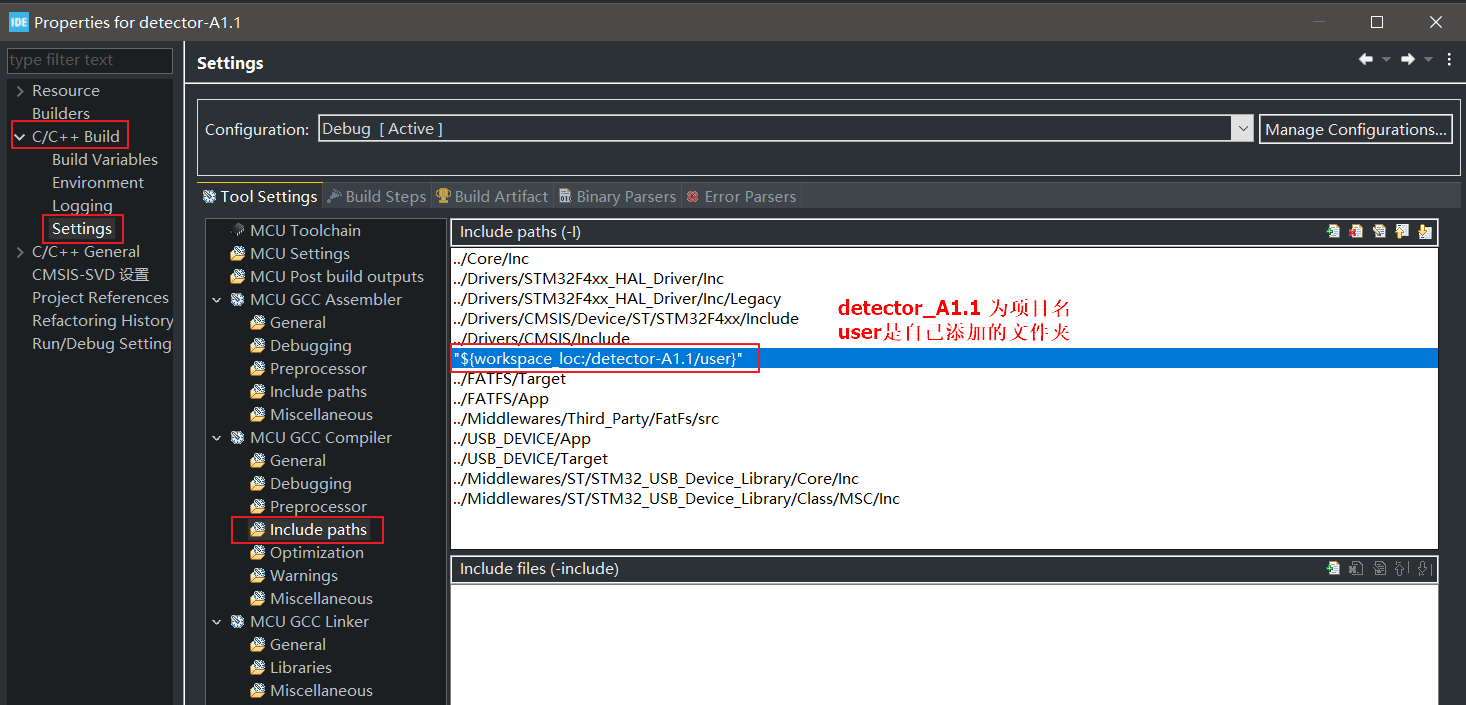 IDE Properties for detector-A1.1
type filter text
Resource
Builders
C/C++ Build
Build Variables
Environment
Logging
Settings
C/C++ General
CMSIS-SVD 设置
Project References
Refactoring History
Run/Debug Setting
Settings
Configuration: Debug [ Active ] Manage Configurations...
Tool Settings Build Steps Build Artifact Binary Parsers Error Parsers
MCU Toolchain
MCU Settings
MCU Post build outputs
MCU GCC Assembler
General
Debugging
Preprocessor
Include paths
Miscellaneous
MCU GCC Compiler
General
Debugging
Preprocessor
Include paths
Optimization
Warnings
Miscellaneous
MCU GCC Linker
General
Libraries
Miscellaneous
Include paths (-I)
../Core/Inc
../Drivers/STM32F4xx_HAL_Driver/Inc
../Drivers/STM32F4xx_HAL_Driver/Inc/Legacy
../Drivers/CMSIS/Device/ST/STM32F4xx/Include
../Drivers/CMSIS/Include
"${workspace_loc:/detector-A1.1/user}"
../FATFS/Target
../FATFS/App
../Middlewares/Third_Party/FatFs/src
../USB_DEVICE/App
../USB_DEVICE/Target
../Middlewares/ST/STM32_USB_Device_Library/Core/Inc
../Middlewares/ST/STM32_USB_Device_Library/Class/MSC/Inc
detector_A1.1 为项目名
user是自己添加的文件夹
Include files (-include)